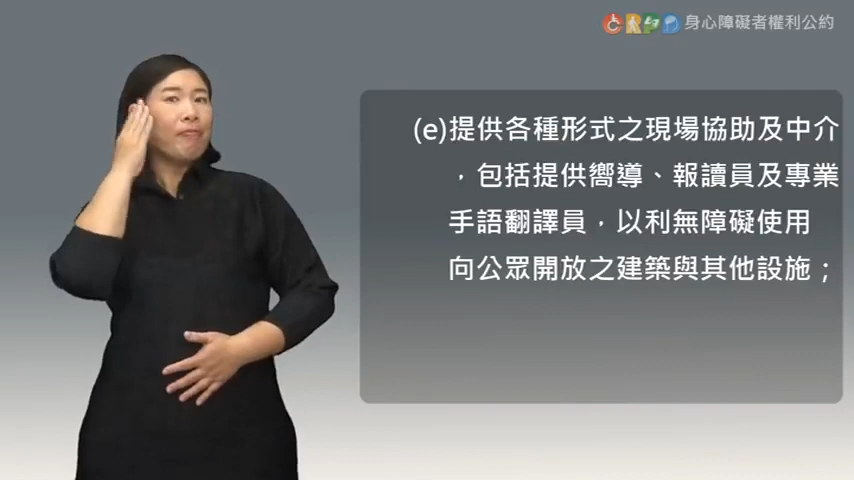 CRPD 身心障礙者權利公約
(e)提供各種形式之現場協助及中介
，包括提供嚮導、報讀員及專業
手語翻譯員，以利無障礙使用
向公眾開放之建築與其他設施；